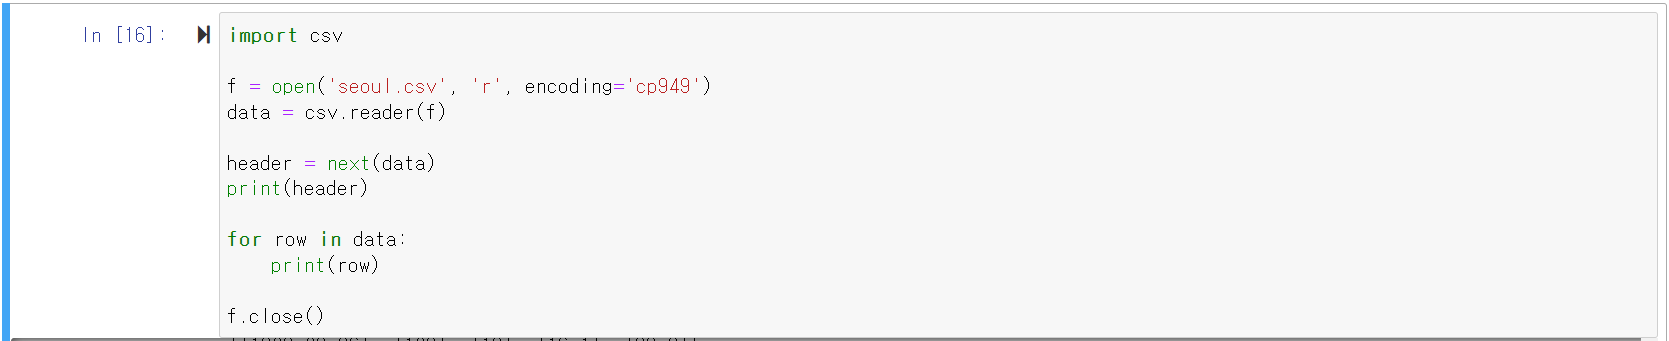 In [16]:
import csv
f = open('seoul.csv', 'r', encoding='cp949')
data = csv.reader(f)
header = next(data)
print(header)
for row in data:
    print(row)
f.close()